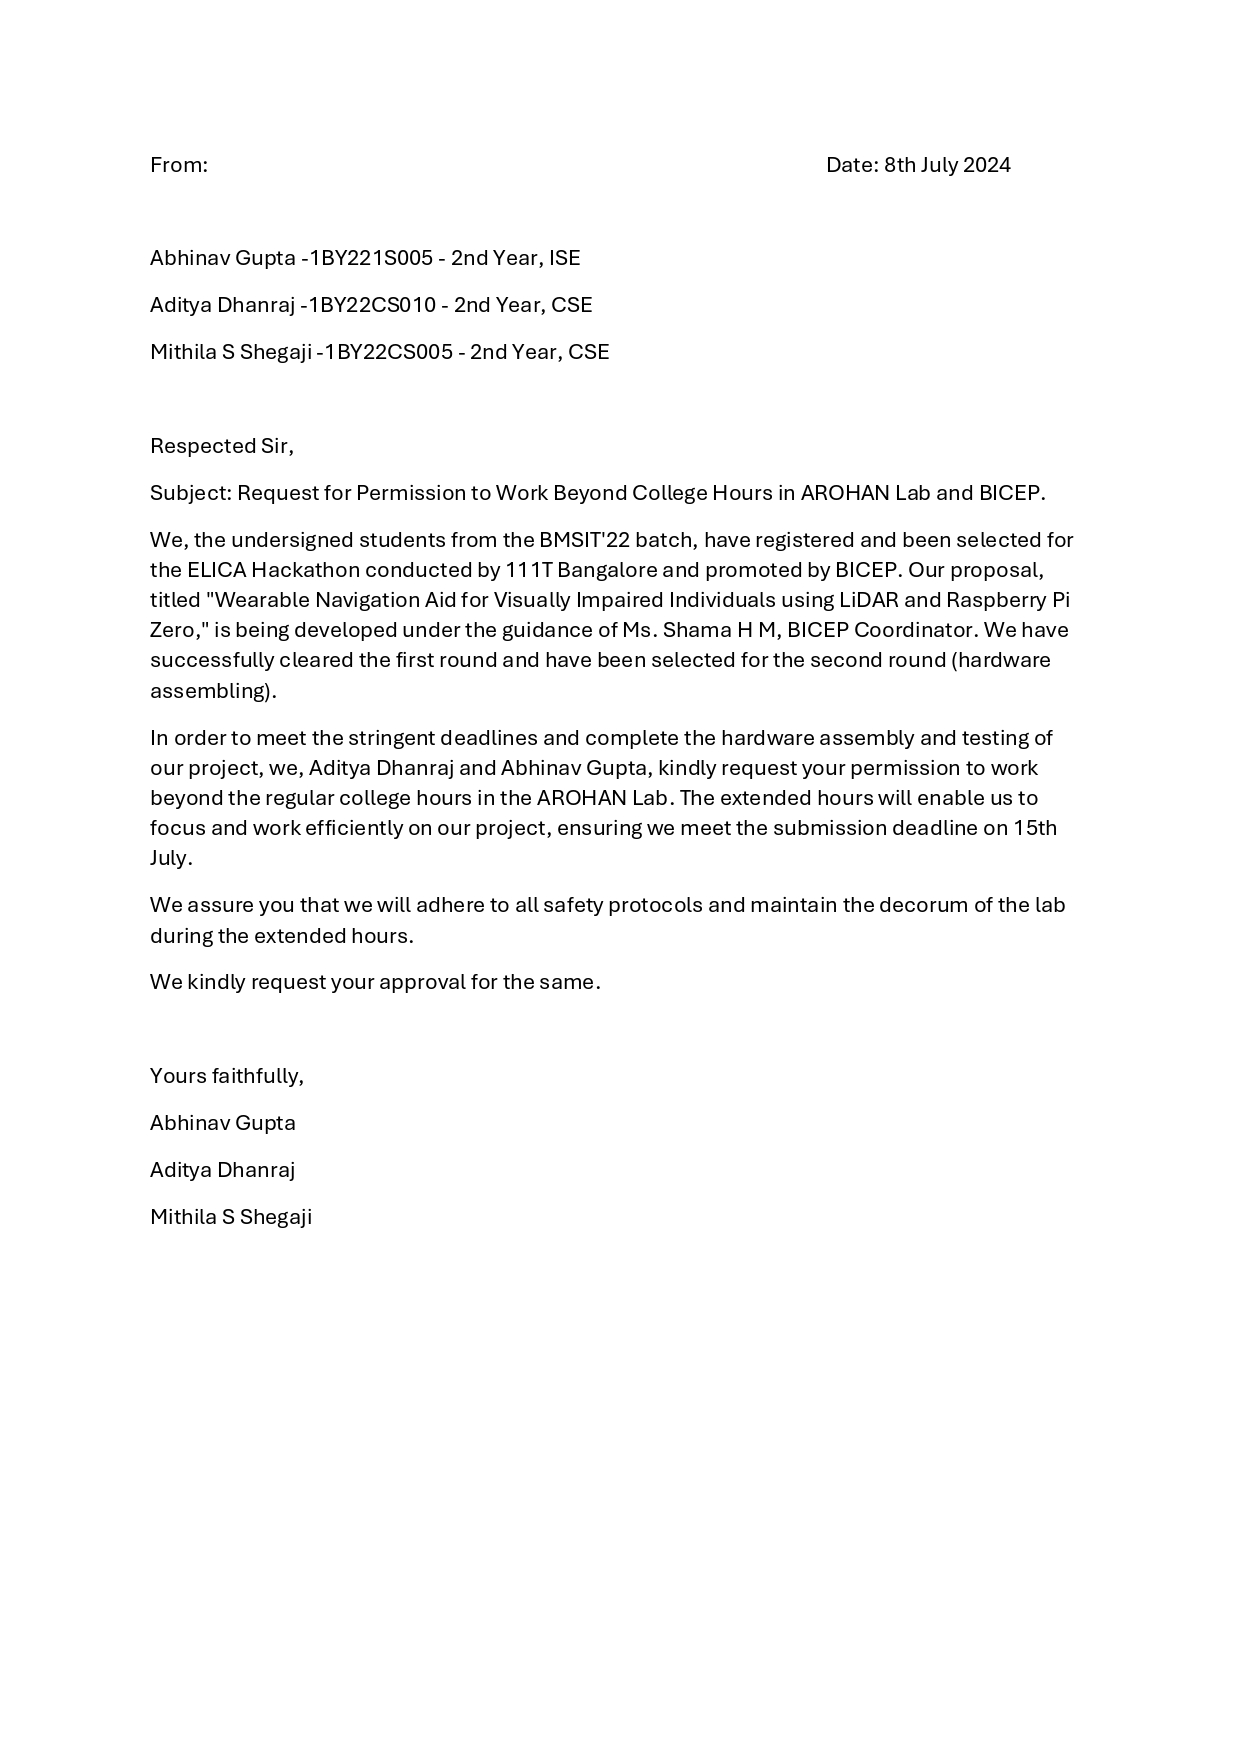 From: Date: 8th July 2024
Abhinav Gupta -1BY221S005 - 2nd Year, ISE
Aditya Dhanraj -1BY22CS010 - 2nd Year, CSE
Mithila S Shegaji -1BY22CS005 - 2nd Year, CSE
Respected Sir,
Subject: Request for Permission to Work Beyond College Hours in AROHAN Lab and BICEP.
We, the undersigned students from the BMSIT'22 batch, have registered and been selected for
the ELICA Hackathon conducted by 111T Bangalore and promoted by BICEP. Our proposal,
titled "Wearable Navigation Aid for Visually Impaired Individuals using LiDAR and Raspberry Pi
Zero," is being developed under the guidance of Ms. Shama H M, BICEP Coordinator. We have
successfully cleared the first round and have been selected for the second round (hardware
assembling).
In order to meet the stringent deadlines and complete the hardware assembly and testing of
our project, we, Aditya Dhanraj and Abhinav Gupta, kindly request your permission to work
beyond the regular college hours in the AROHAN Lab. The extended hours will enable us to
focus and work efficiently on our project, ensuring we meet the submission deadline on 15th
July.
We assure you that we will adhere to all safety protocols and maintain the decorum of the lab
during the extended hours.
We kindly request your approval for the same.
Yours faithfully,
Abhinav Gupta
Aditya Dhanraj
Mithila S Shegaji